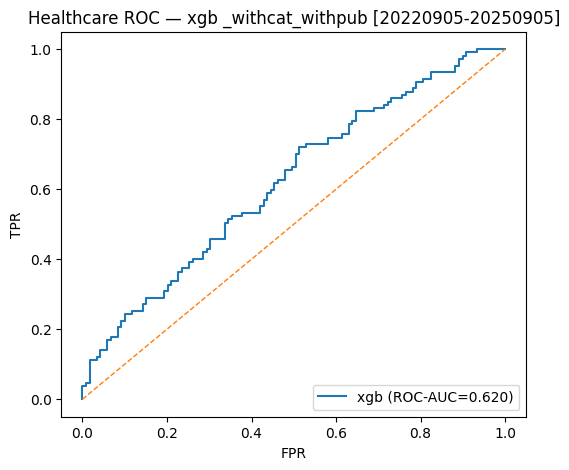 Healthcare ROC — xgb _withcat_withpub [20220905-20250905]
1.0
0.8
0.6
0.4
0.2
0.0
TPR
0.0 0.2 0.4 0.6 0.8 1.0
FPR
xgb (ROC-AUC=0.620)